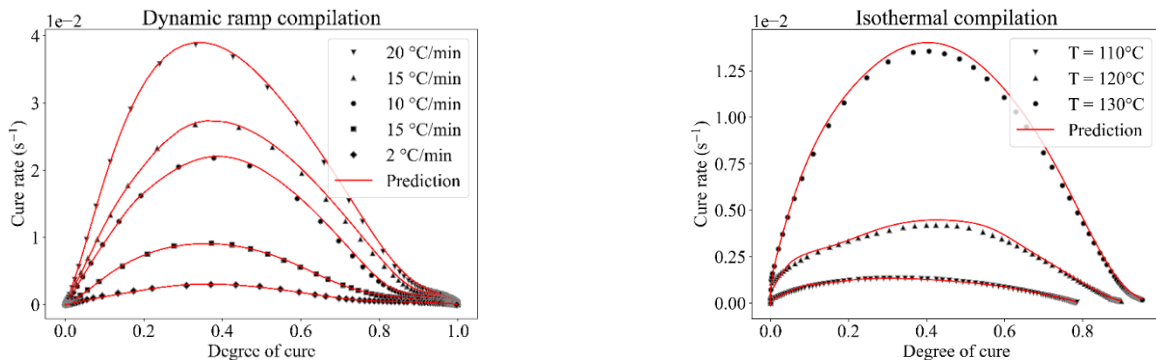 Dynamic ramp compilation
1e−2
4
3
2
1
0
0.0 0.2 0.4 0.6 0.8 1.0
Cure rate (s⁻¹)
Degree of cure
20 °C/min
15 °C/min
10 °C/min
15 °C/min
2 °C/min
Prediction
Isothermal compilation
1e−2
1.25
1.00
0.75
0.50
0.25
0.00
0.0 0.2 0.4 0.6 0.8
Cure rate (s⁻¹)
Degree of cure
T = 110°C
T = 120°C
T = 130°C
Prediction